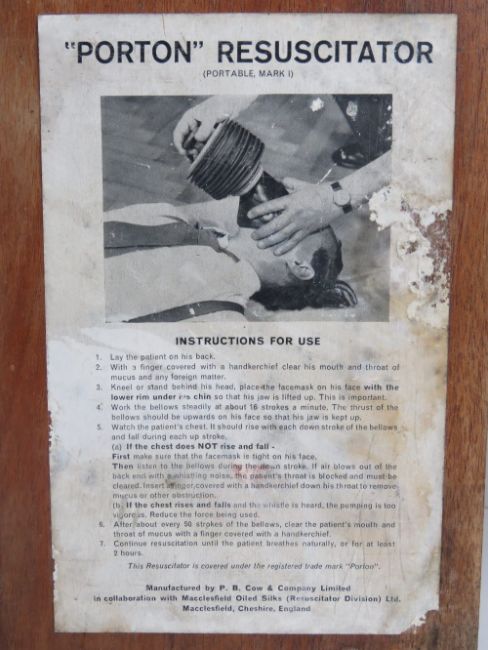 "PORTON" RESUSCITATOR
(PORTABLE, MARK I)
INSTRUCTIONS FOR USE
1. Lay the patient on his back.
2. With a finger covered with a handkerchief clear his mouth and throat of
mucus and any foreign matter.
3. Kneel or stand behind his head, place the facemask on his face with the
lower rim under his chin so that his jaw is lifted up. This is important.
4. Work the bellows steadily at about 16 strokes a minute. The thrust of the
bellows should be upwards on his face so that his jaw is kept up.
5. Watch the patient's chest. It should rise with each down stroke of the bellows
and fall during each up stroke.
(a) If the chest does NOT rise and fall -
First make sure that the facemask is tight on his face.
Then listen to the bellows during the down stroke. If air blows out of the
back end with a whistling noise, the patient's throat is blocked and must be
cleared. Insert a finger covered with a handkerchief down his throat to remove
mucus or other obstruction.
(b) If the chest rises and falls and the whistle is heard, the pumping is too
vigorous. Reduce the force being used.
6. After about every 50 strokes of the bellows, clear the patient's mouth and
throat of mucus with a finger covered with a handkerchief.
7. Continue resuscitation until the patient breathes naturally, or for at least
2 hours.
This Resuscitator is covered under the registered trade mark "Porton".
Manufactured by P. B. Cow & Company Limited
in collaboration with Macclesfield Oiled Silks (Resuscitator Division) Ltd.
Macclesfield, Cheshire, England